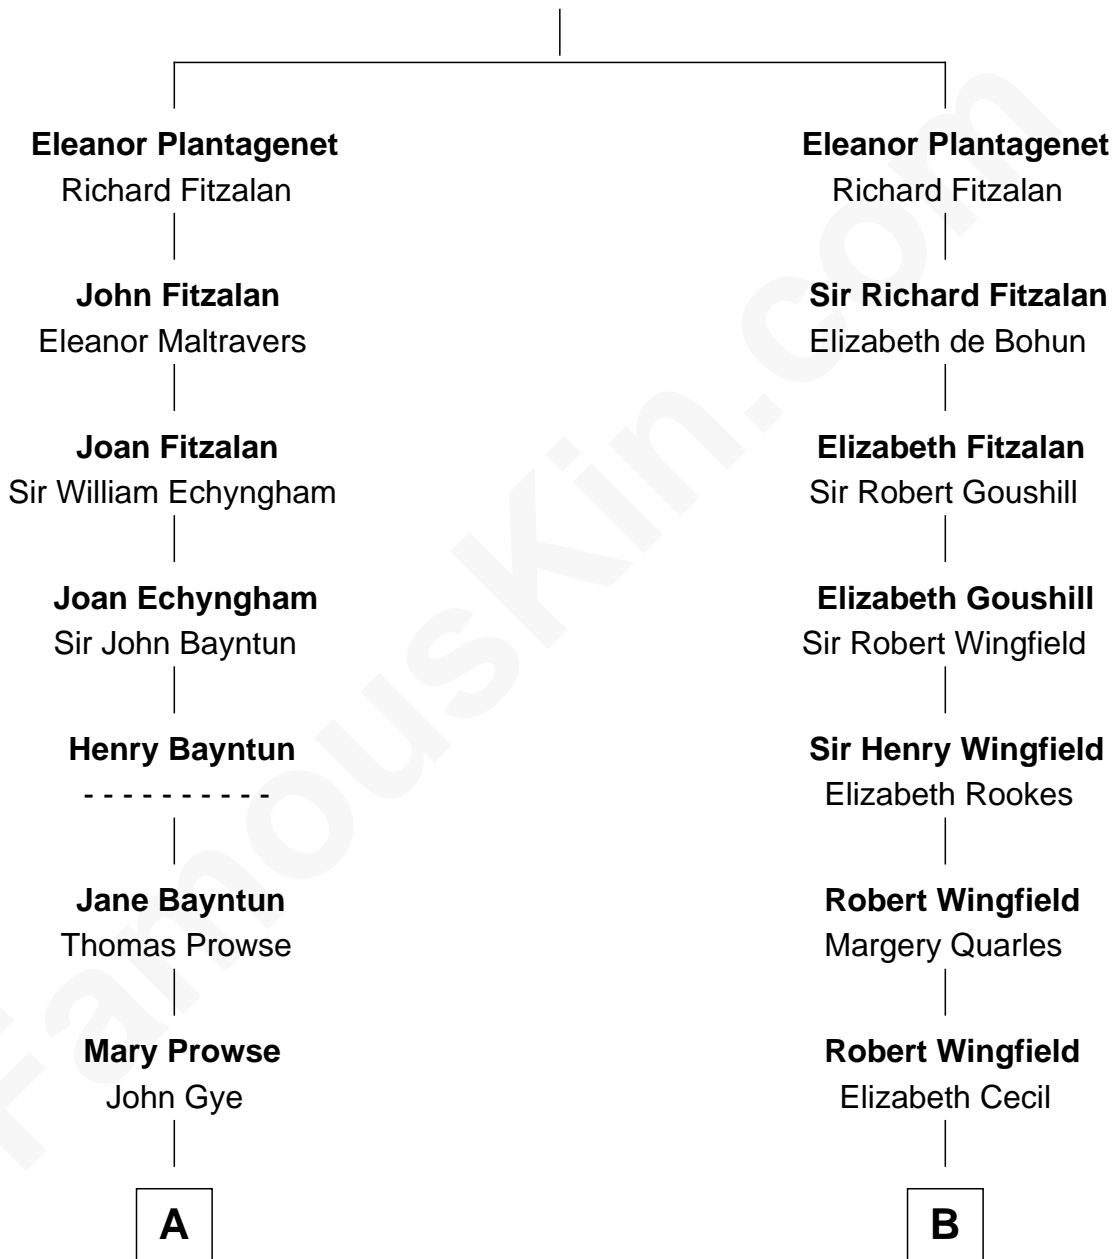 Eleanor Plantagenet
Richard Fitzalan
John Fitzalan
Eleanor Maltravers
Joan Fitzalan
Sir William Echyngham
Joan Echyngham
Sir John Bayntun
Henry Bayntun
- - - - - - - - - -
Jane Bayntun
Thomas Prowse
Mary Prowse
John Gye
A
Eleanor Plantagenet
Richard Fitzalan
Sir Richard Fitzalan
Elizabeth de Bohun
Elizabeth Fitzalan
Sir Robert Goushill
Elizabeth Goushill
Sir Robert Wingfield
Sir Henry Wingfield
Elizabeth Rookes
Robert Wingfield
Margery Quarles
Robert Wingfield
Elizabeth Cecil
B
FamousKin.com